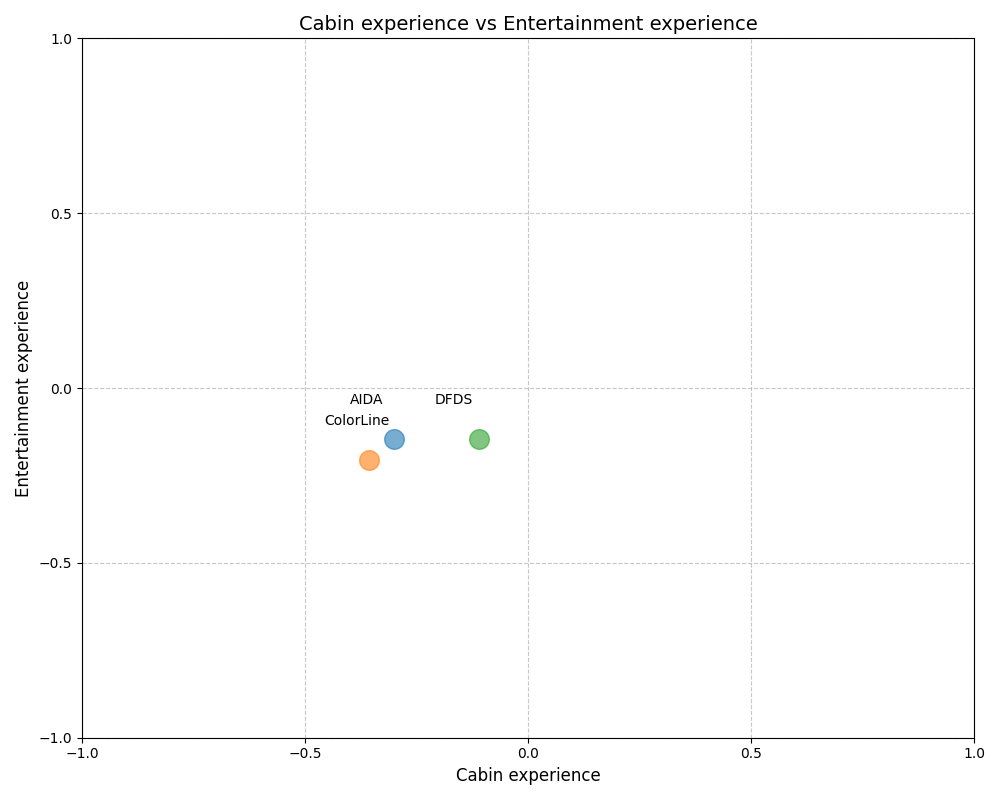 Cabin experience vs Entertainment experience
1.0
0.5
0.0
−0.5
−1.0
Entertainment experience
AIDA
DFDS
ColorLine
−1.0
−0.5
0.0
0.5
1.0
Cabin experience